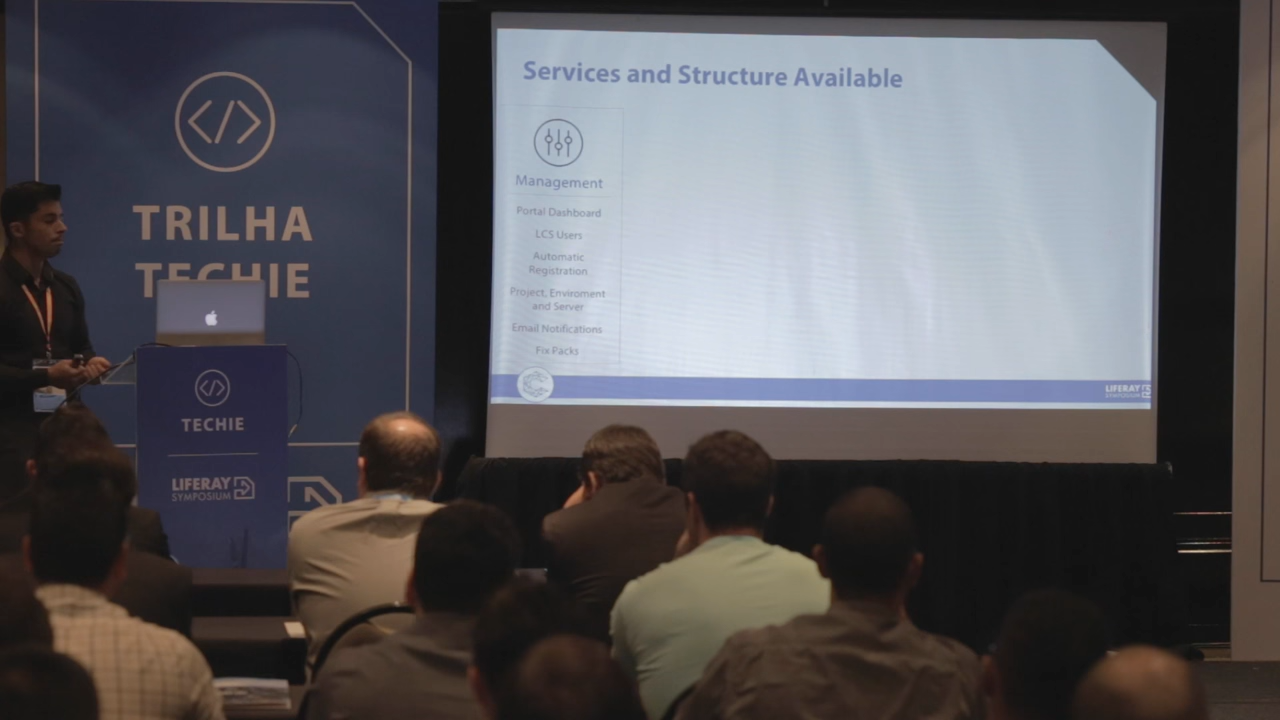 TRILHA
TECHIE
TECHIE
LIFERAY
SYMPOSIUM
Services and Structure Available
Management
Portal Dashboard
LCS Users
Automatic
Registration
Project, Enviroment
and Server
Email Notifications
Fix Packs
LIFERAY
SYMPOSIUM